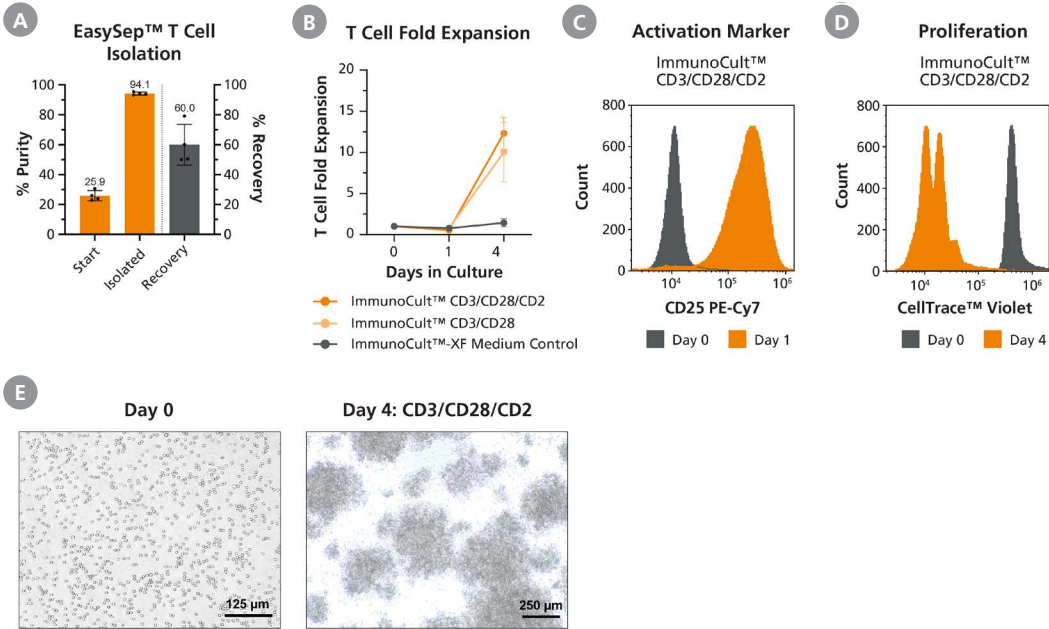 A
EasySep™ T Cell
Isolation
100
80
60
40
20
0
% Purity
25.9
94.1
60.0
100
80
60
40
20
0
% Recovery
Start
Isolated
Recovery
B
T Cell Fold Expansion
T Cell Fold Expansion
20
15
10
5
0
0
1
4
Days in Culture
ImmunoCult™ CD3/CD28/CD2
ImmunoCult™ CD3/CD28
ImmunoCult™-XF Medium Control
C
Activation Marker
ImmunoCult™
CD3/CD28/CD2
Count
800
600
400
200
0
10⁴
10⁵
10⁶
CD25 PE-Cy7
Day 0
Day 1
D
Proliferation
ImmunoCult™
CD3/CD28/CD2
Count
800
600
400
200
0
10⁴
10⁵
10⁶
CellTrace™ Violet
Day 0
Day 4
E
Day 0
125 µm
Day 4: CD3/CD28/CD2
250 µm